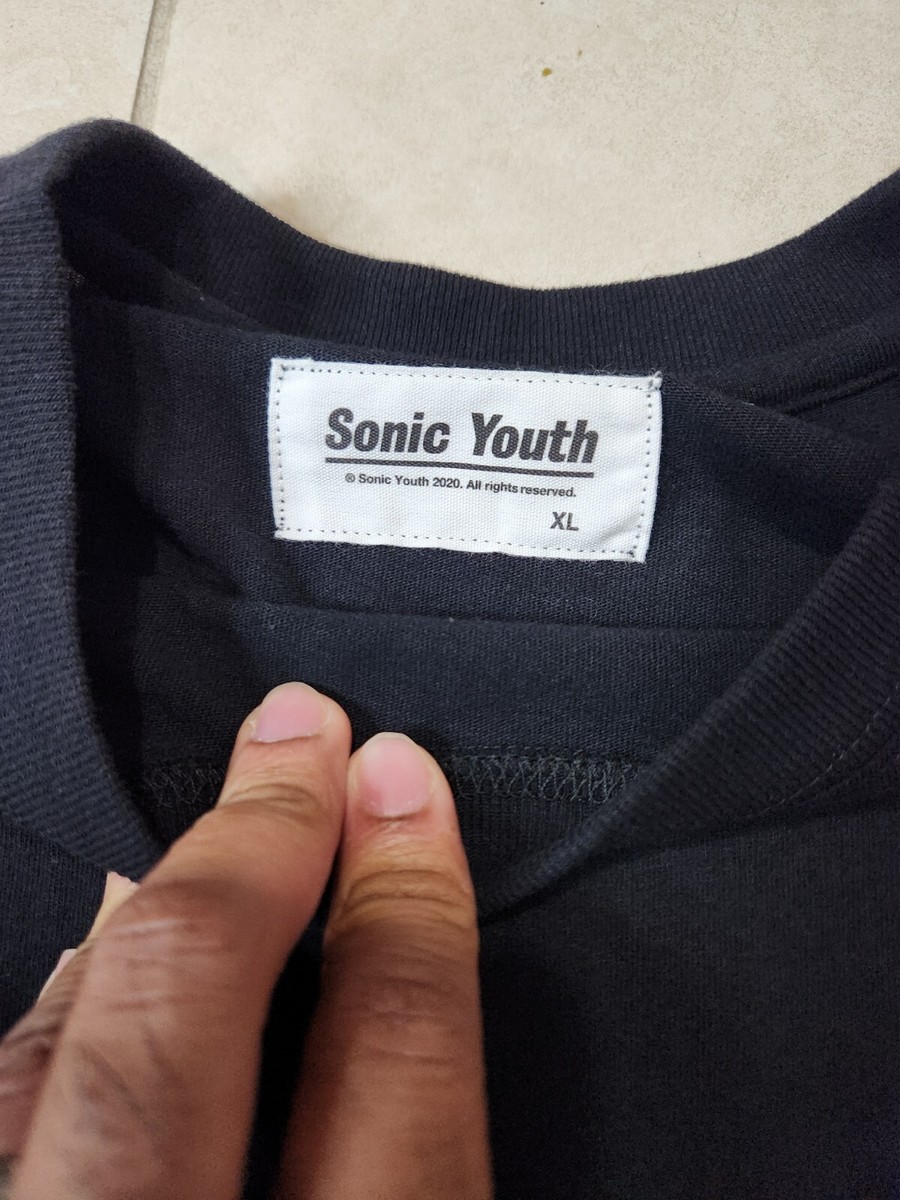 Sonic Youth
® Sonic Youth 2020. All rights reserved.
XL